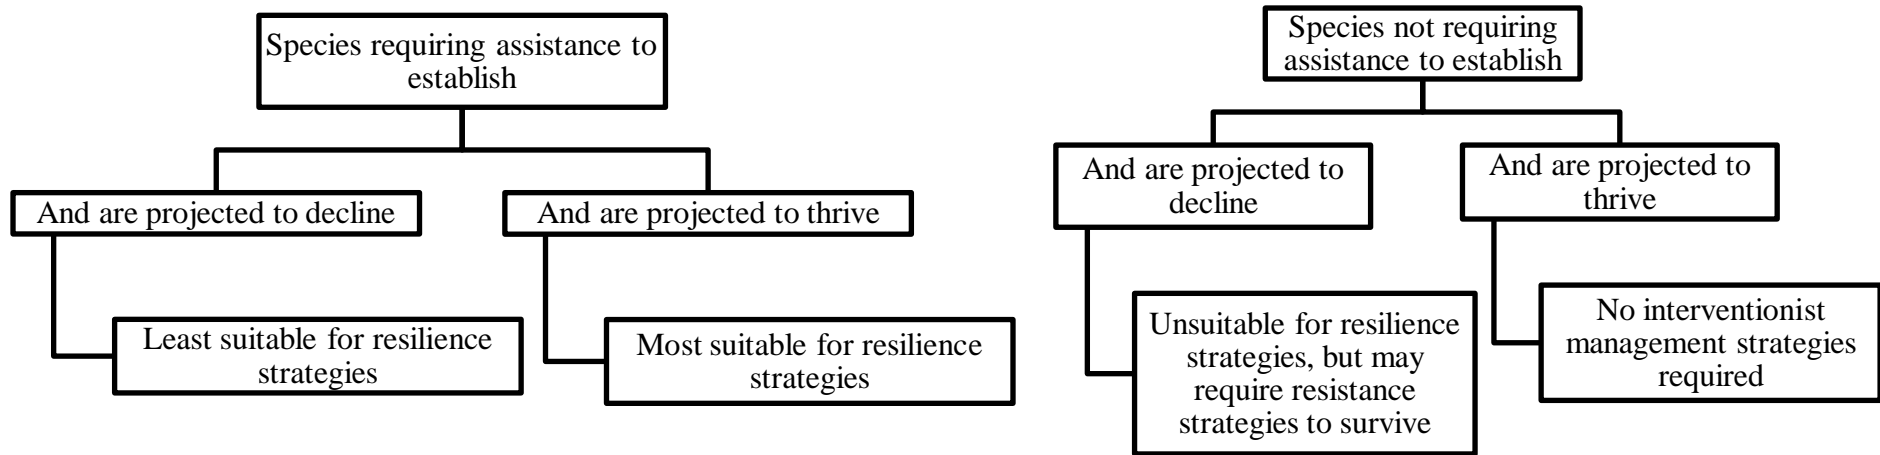 Species requiring assistance to
establish
And are projected to decline
Least suitable for resilience
strategies
And are projected to thrive
Most suitable for resilience
strategies
Species not requiring
assistance to establish
And are projected to
decline
Unsuitable for resilience
strategies, but may
require resistance
strategies to survive
And are projected to
thrive
No interventionist
management strategies
required